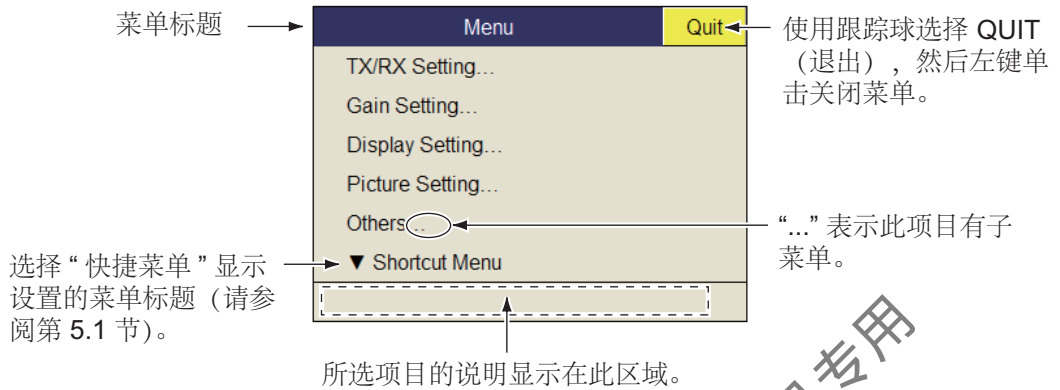 菜单标题
Menu
Quit
使用跟踪球选择 QUIT
（退出），然后左键单
击关闭菜单。
TX/RX Setting...
Gain Setting...
Display Setting...
Picture Setting...
Others...
“...” 表示此项目有子
菜单。
▼ Shortcut Menu
选择 “ 快捷菜单 ” 显示
设置的菜单标题（请参
阅第 5.1 节）。
所选项目的说明显示在此区域。
专用